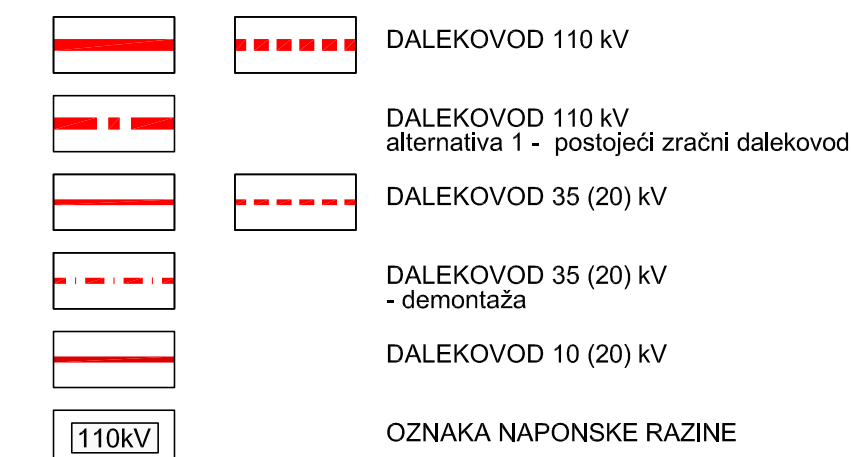 DALEKOVOD 110 kV
DALEKOVOD 110 kV
alternativa 1 - postojeći zračni dalekovod
DALEKOVOD 35 (20) kV
DALEKOVOD 35 (20) kV
- demontaža
DALEKOVOD 10 (20) kV
110kV OZNAKA NAPONSKE RAZINE